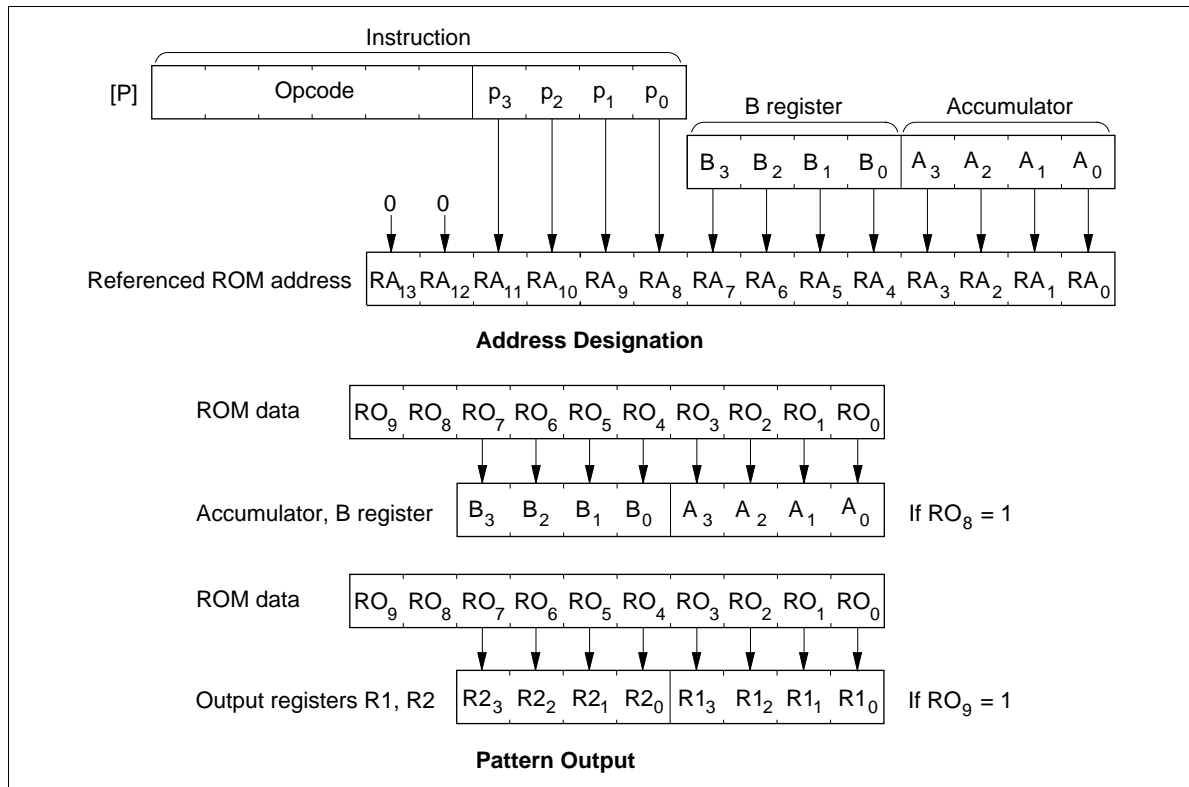 Instruction
[P] Opcode p3 p2 p1 p0
B register Accumulator
B3 B2 B1 B0 A3 A2 A1 A0
0 0
Referenced ROM address RA13 RA12 RA11 RA10 RA9 RA8 RA7 RA6 RA5 RA4 RA3 RA2 RA1 RA0
Address Designation
ROM data RO9 RO8 RO7 RO6 RO5 RO4 RO3 RO2 RO1 RO0
Accumulator, B register B3 B2 B1 B0 A3 A2 A1 A0 If RO8 = 1
ROM data RO9 RO8 RO7 RO6 RO5 RO4 RO3 RO2 RO1 RO0
Output registers R1, R2 R23 R22 R21 R20 R13 R12 R11 R10 If RO9 = 1
Pattern Output